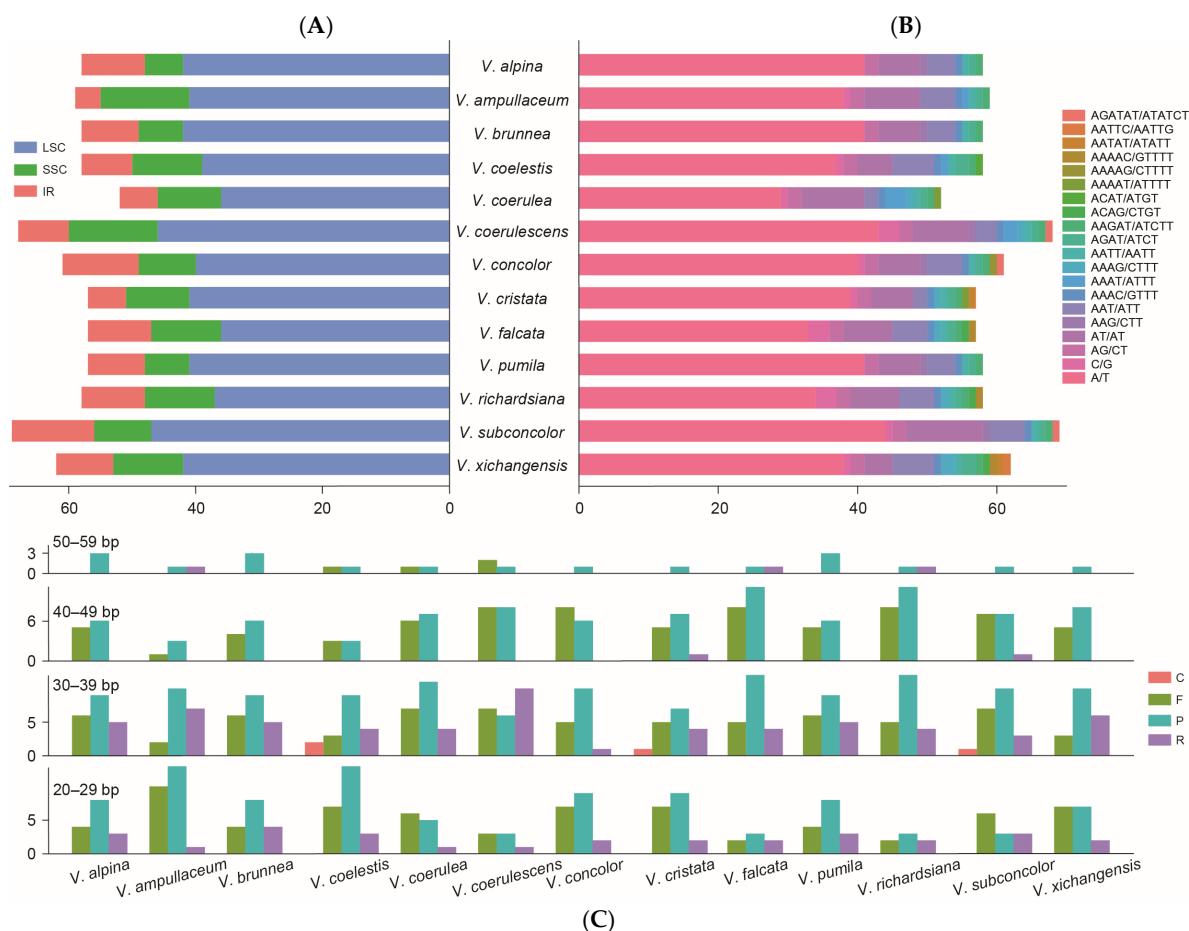 (A)
(B)
V. alpina
V. ampullaceum
V. brunnea
V. coelestis
V. coerulea
V. coerulescens
V. concolor
V. cristata
V. falcata
V. pumila
V. richardsiana
V. subconcolor
V. xichangensis
LSC
SSC
IR
AGATAT/ATATCT
AATTC/AATTG
AATAT/ATATT
AAAAC/GTTTT
AAAAG/CTTTT
AAAAT/ATTTT
ACAT/ATGT
ACAG/CTGT
AAGAT/ATCTT
AGAT/ATCT
AATT/AATT
AAAG/CTTT
AAAT/ATTT
AAAC/GTTT
AAT/ATT
AAG/CTT
AT/AT
AG/CT
C/G
A/T
60 40 20 0
0 20 40 60
50–59 bp
3
0
40–49 bp
6
0
30–39 bp
5
0
20–29 bp
5
0
C
F
P
R
V. alpina
V. ampullaceum
V. brunnea
V. coelestis
V. coerulea
V. coerulescens
V. concolor
V. cristata
V. falcata
V. pumila
V. richardsiana
V. subconcolor
V. xichangensis
(C)